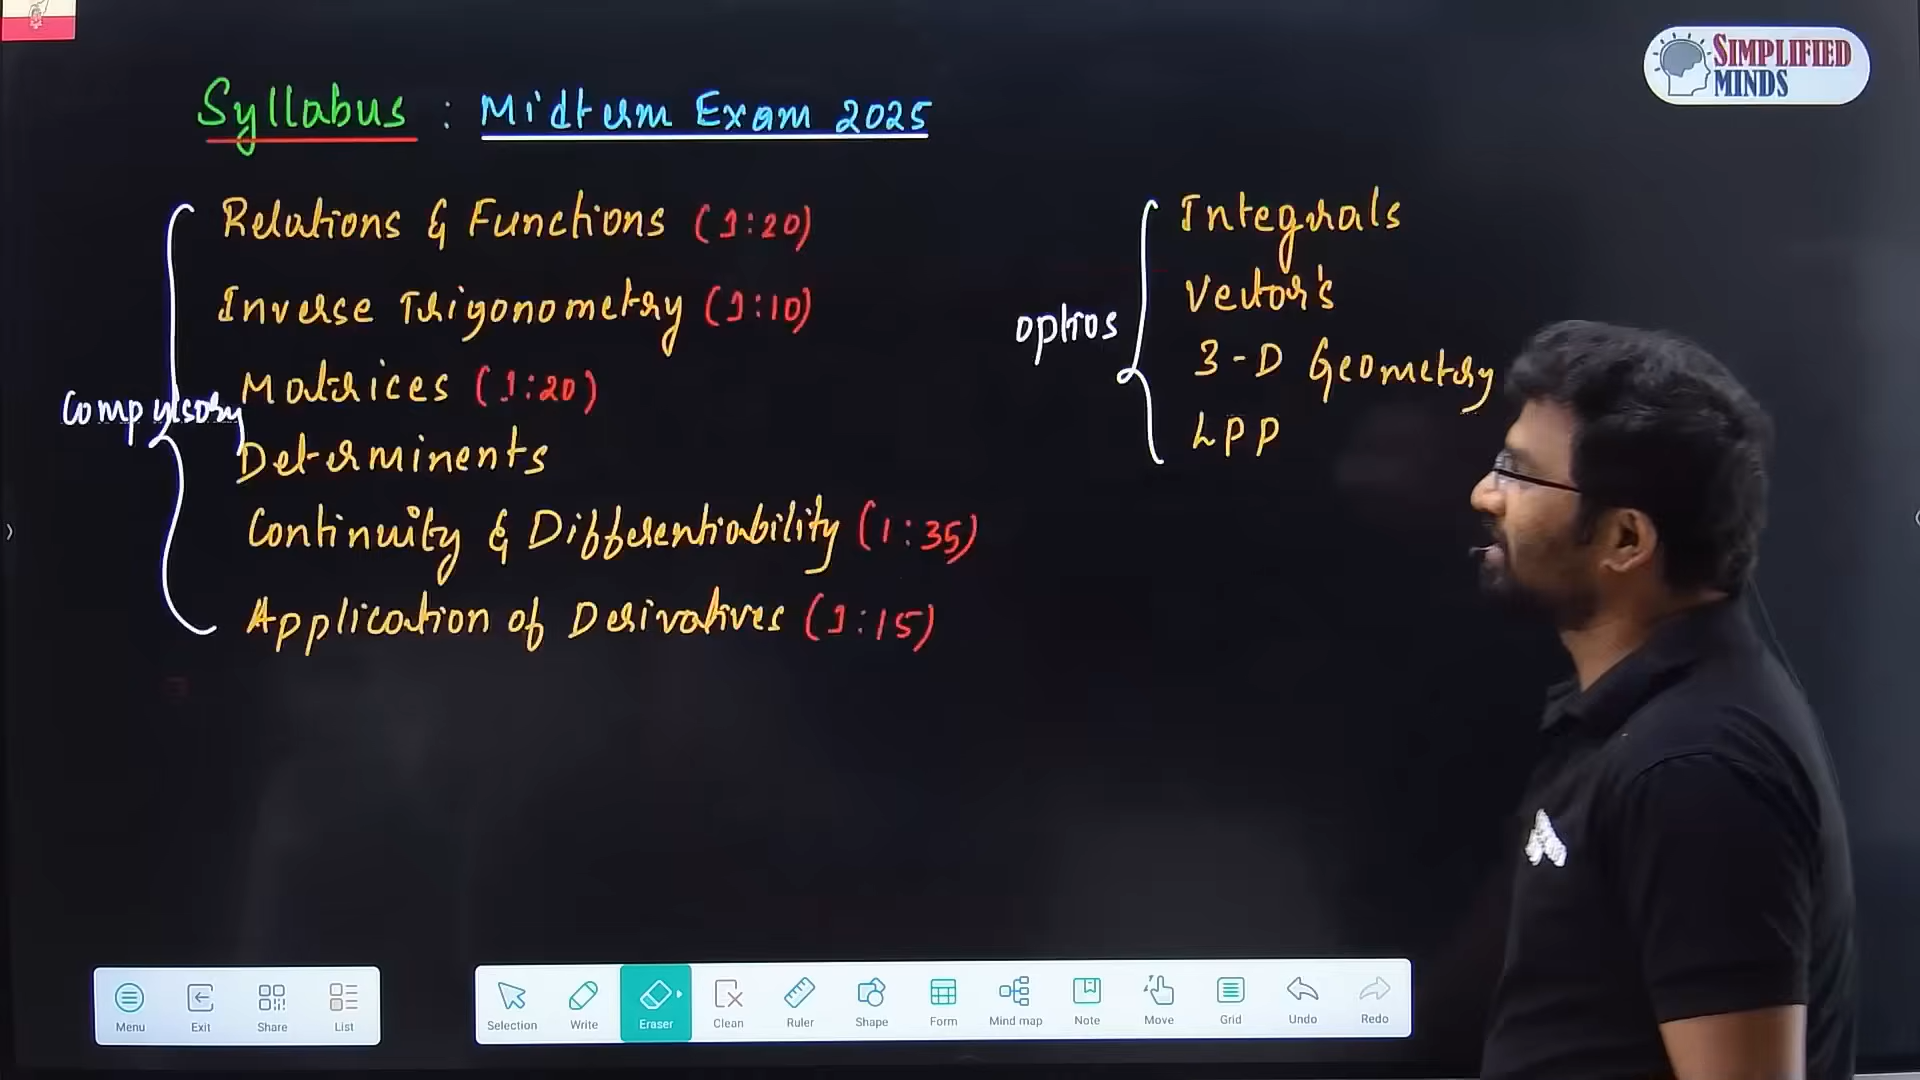 SIMPLIFIED
MINDS
Syllabus : Midterm Exam 2025
Relations & Functions (1:20)
Inverse Trigonometry (1:10)
Matrices (1:20)
Compulsory
Determinents
Continuity & Differentiability (1:35)
Application of Derivatives (1:15)
Integrals
Vector's
optios
3-D Geometry
LPP
Menu
Exit
Share
List
Selection
Write
Eraser
Clean
Ruler
Shape
Form
Mind map
Note
Move
Grid
Undo
Redo